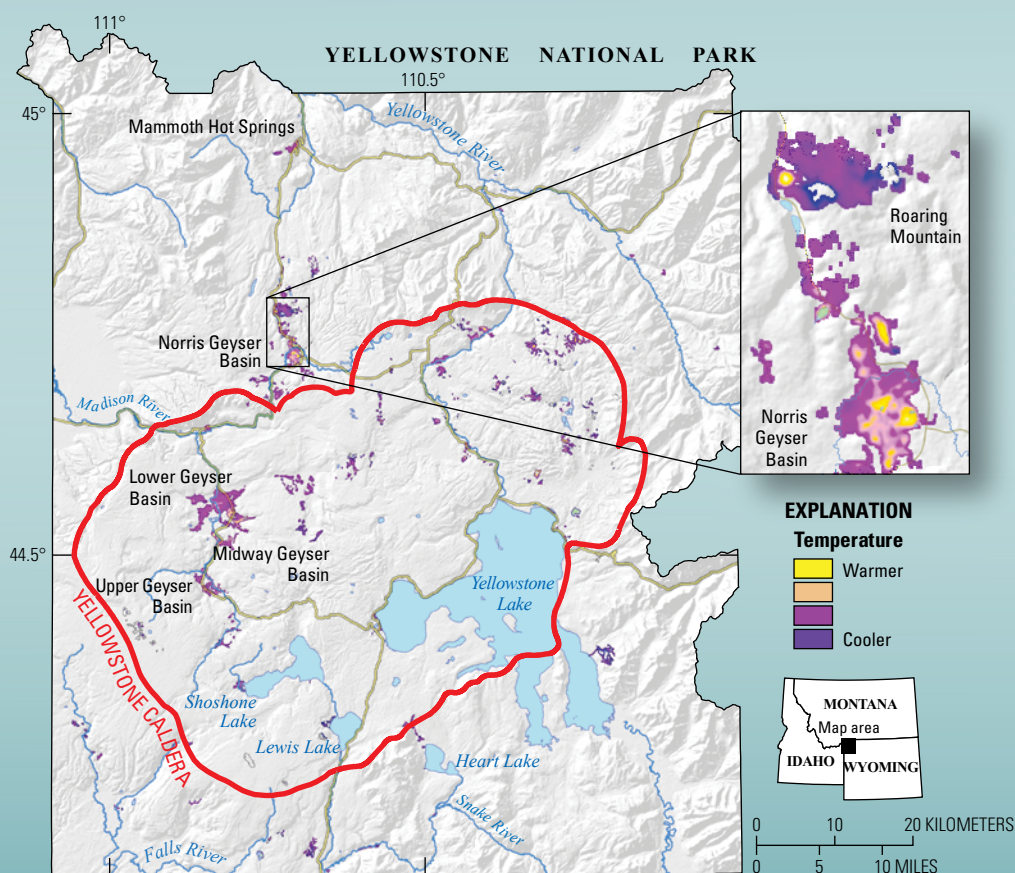 111°
YELLOWSTONE NATIONAL PARK
110.5°
45°
Mammoth Hot Springs
Yellowstone River
Roaring
Mountain
Norris Geyser
Basin
Madison River
Norris
Geyser
Basin
Lower Geyser
Basin
44.5°
Midway Geyser
Basin
Upper Geyser
Basin
Yellowstone
Lake
YELLOWSTONE CALDERA
Shoshone
Lake
Lewis Lake
Heart Lake
Snake River
Falls River
EXPLANATION
Temperature
Warmer
Cooler
MONTANA
Map area
IDAHO
WYOMING
0 10 20 KILOMETERS
0 5 10 MILES